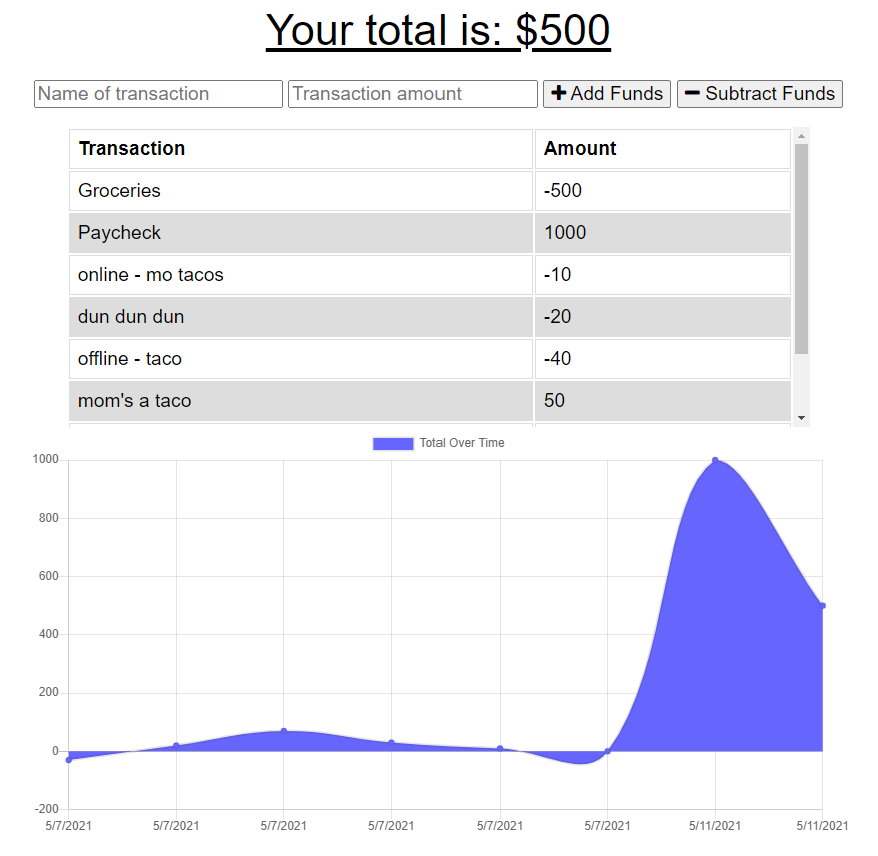 Your total is: $500
Name of transaction Transaction amount + Add Funds − Subtract Funds
Transaction Amount
Groceries -500
Paycheck 1000
online - mo tacos -10
dun dun dun -20
offline - taco -40
mom's a taco 50
Total Over Time
1000
800
600
400
200
0
-200
5/7/2021 5/7/2021 5/7/2021 5/7/2021 5/7/2021 5/7/2021 5/11/2021 5/11/2021